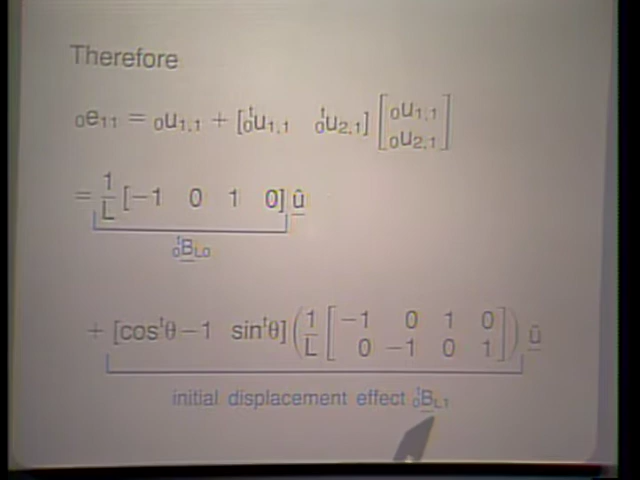 Therefore
₀e₁₁ = ₀u₁,₁ + [ᵗ₀u₁,₁ ᵗ₀u₂,₁] [₀u₁,₁ ₀u₂,₁]
= 1/L [−1 0 1 0] û
ᵗ₀B_L0
+ [cosᵗθ − 1 sinᵗθ] (1/L [−1 0 1 0 0 −1 0 1]) û
initial displacement effect ᵗ₀B_L1